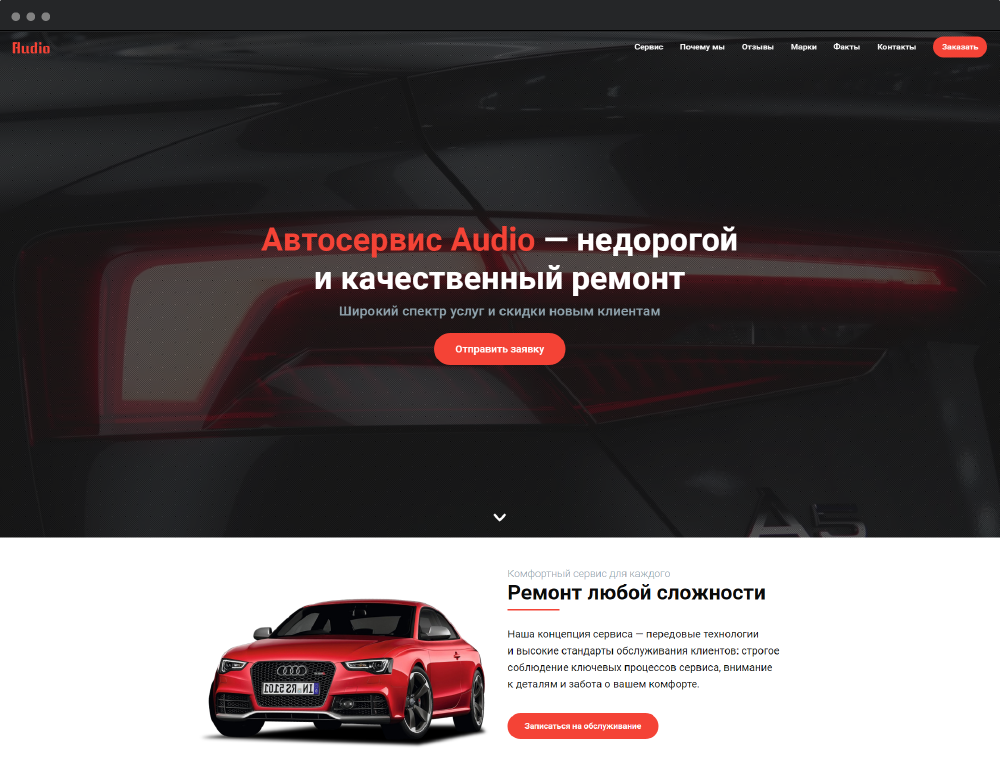 Audio
Сервис Почему мы Отзывы Марки Факты Контакты Заказать
Автосервис Audio — недорогой
и качественный ремонт
Широкий спектр услуг и скидки новым клиентам
Отправить заявку
A5
Комфортный сервис для каждого
Ремонт любой сложности
Наша концепция сервиса — передовые технологии
и высокие стандарты обслуживания клиентов: строгое
соблюдение ключевых процессов сервиса, внимание
к деталям и забота о вашем комфорте.
Записаться на обслуживание